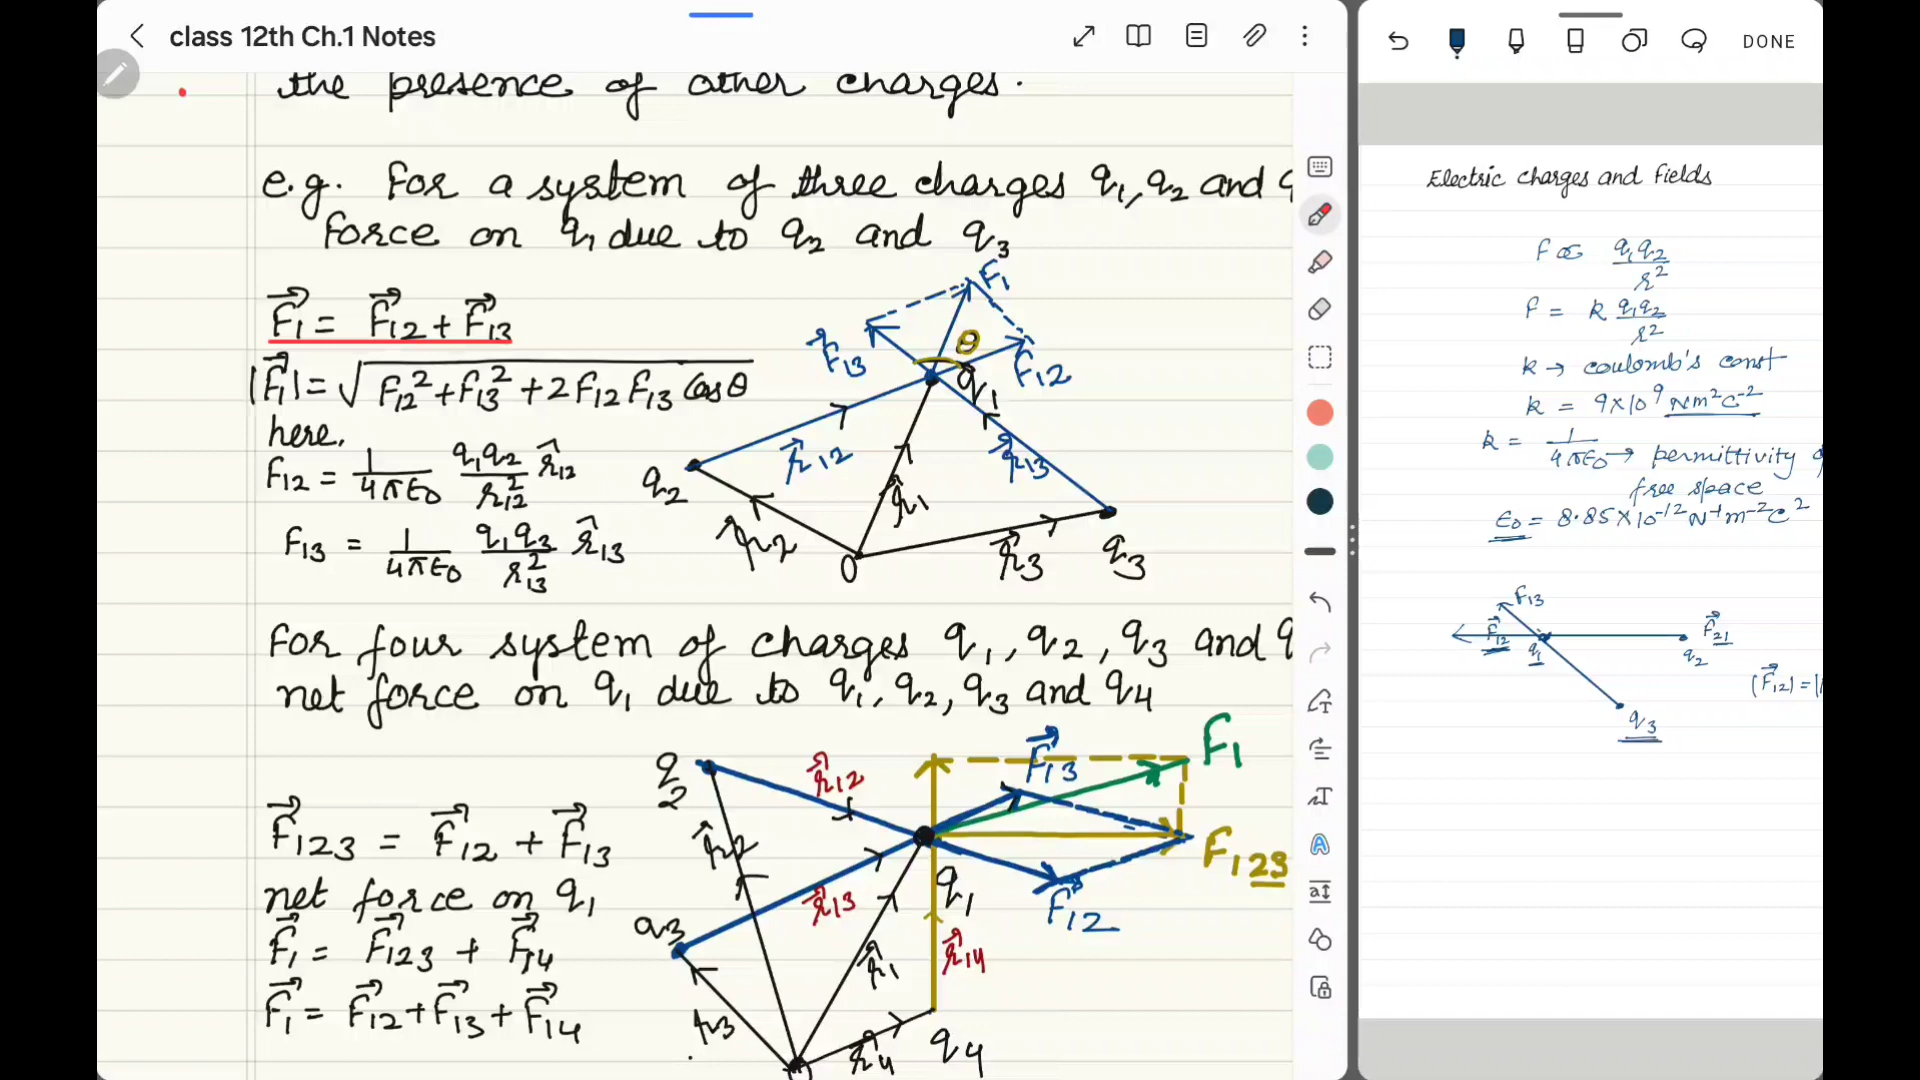 class 12th Ch.1 Notes
the presence of other charges.
e.g. for a system of three charges q1, q2 and
force on q1 due to q2 and q3
F⃗1 = F⃗12 + F⃗13
|F⃗1| = √F12² + F13² + 2F12 F13 Cosθ
here,
F12 = 1/4πε0 q1q2/r12² r̂12
F13 = 1/4πε0 q1q3/r13² r̂13
F1
θ
F⃗13
F12
q1
r⃗12
r⃗13
q2
r⃗1
r⃗2
r⃗3
q3
O
for four system of charges q1, q2, q3 and
net force on q1 due to q1, q2, q3 and q4
F⃗123 = F⃗12 + F⃗13
net force on q1
F⃗1 = F⃗123 + F⃗14
F⃗1 = F⃗12 + F⃗13 + F⃗14
q2
r⃗12
F⃗13
F1
r⃗2
F123
q1
r⃗13
F12
q3
r⃗1
r⃗14
r3
r⃗4
q4
DONE
Electric charges and fields
F ∝ q1q2/r²
F = k q1q2/r²
k → coulomb's const
k = 9×10⁹ Nm²C⁻²
k = 1/4πε0 → permittivity
free space
ε0 = 8.85×10⁻¹² N⁻¹m⁻²C²
F13
F⃗12
q1
F⃗21
q2
|F⃗12| = |
q3